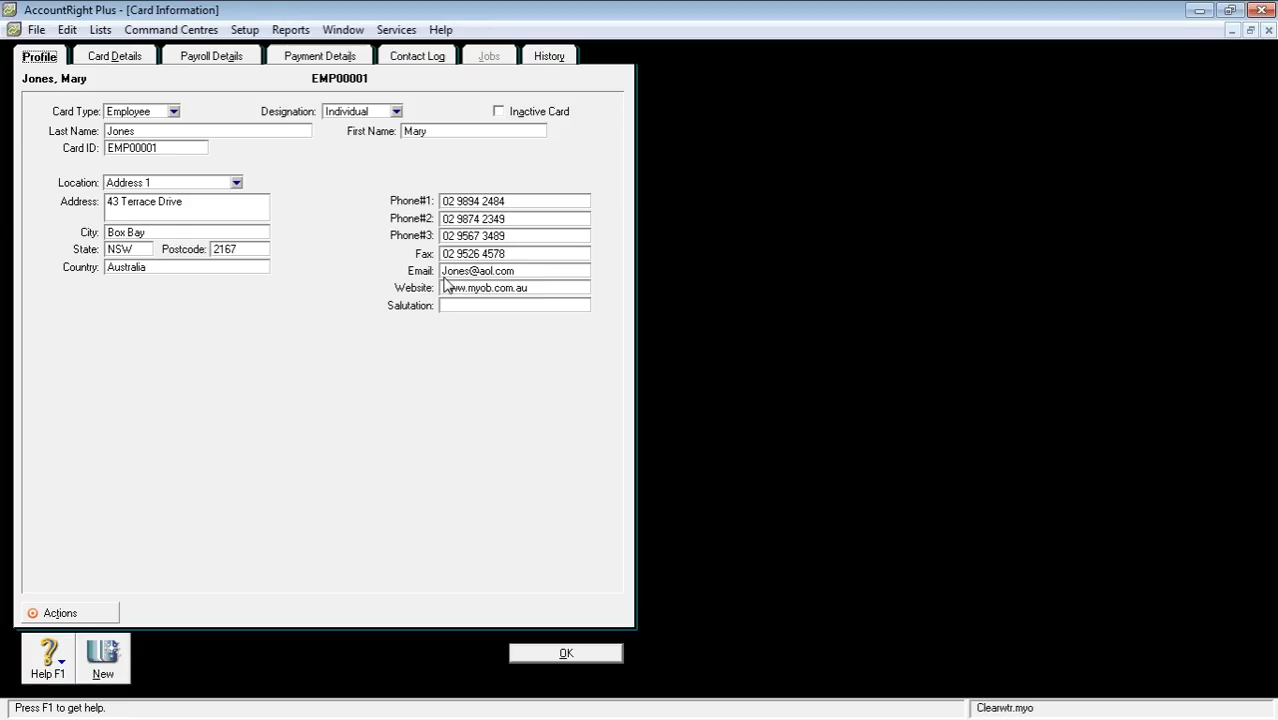 AccountRight Plus - [Card Information]
File Edit Lists Command Centres Setup Reports Window Services Help
Profile Card Details Payroll Details Payment Details Contact Log Jobs History
Jones, Mary EMP00001
Card Type: Employee Designation: Individual Inactive Card
Last Name: Jones First Name: Mary
Card ID: EMP00001
Location: Address 1
Address: 43 Terrace Drive Phone#1: 02 9894 2484
Phone#2: 02 9874 2349
City: Box Bay Phone#3: 02 9567 3489
State: NSW Postcode: 2167 Fax: 02 9526 4578
Country: Australia Email: Jones@aol.com
Website: www.myob.com.au
Salutation:
Actions
OK
Help F1 New
Press F1 to get help. Clearwtr.myo